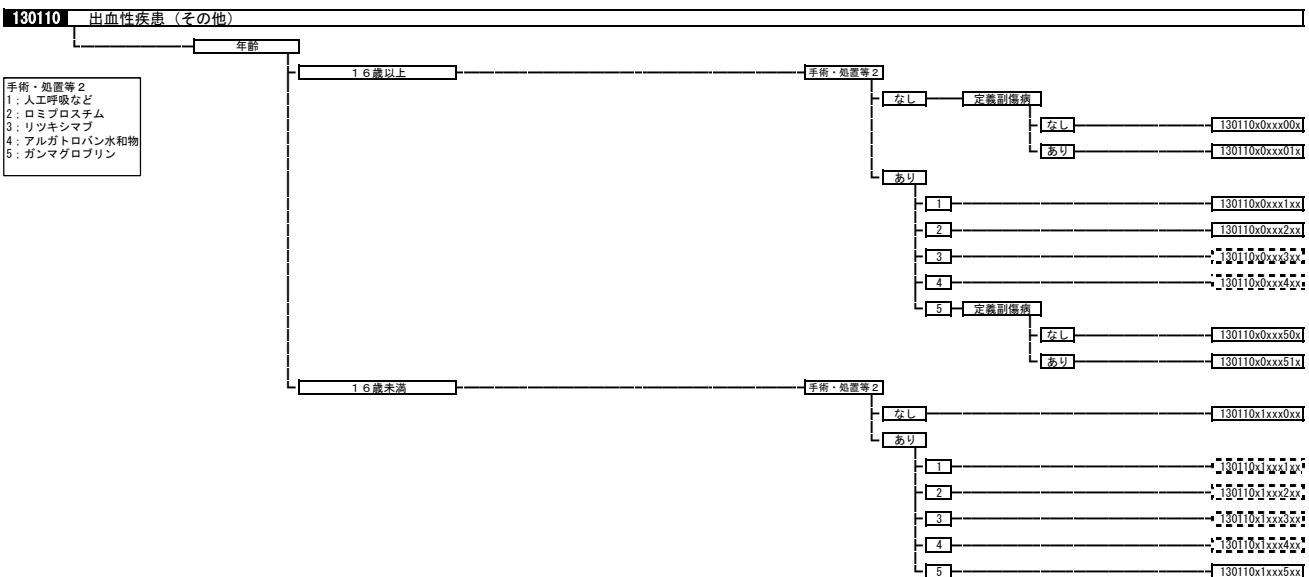 130110 出血性疾患（その他）
年齢
１６歳以上
手術・処置等２
手術・処置等２
1；人工呼吸など
2；ロミプロスチム
3；リツキシマブ
4；アルガトロバン水和物
5；ガンマグロブリン
なし 定義副傷病
なし 130110x0xxx00x
あり 130110x0xxx01x
あり
1 130110x0xxx1xx
2 130110x0xxx2xx
3 130110x0xxx3xx
4 130110x0xxx4xx
5 定義副傷病
なし 130110x0xxx50x
あり 130110x0xxx51x
１６歳未満 手術・処置等２
なし 130110x1xxx0xx
あり
1 130110x1xxx1xx
2 130110x1xxx2xx
3 130110x1xxx3xx
4 130110x1xxx4xx
5 130110x1xxx5xx